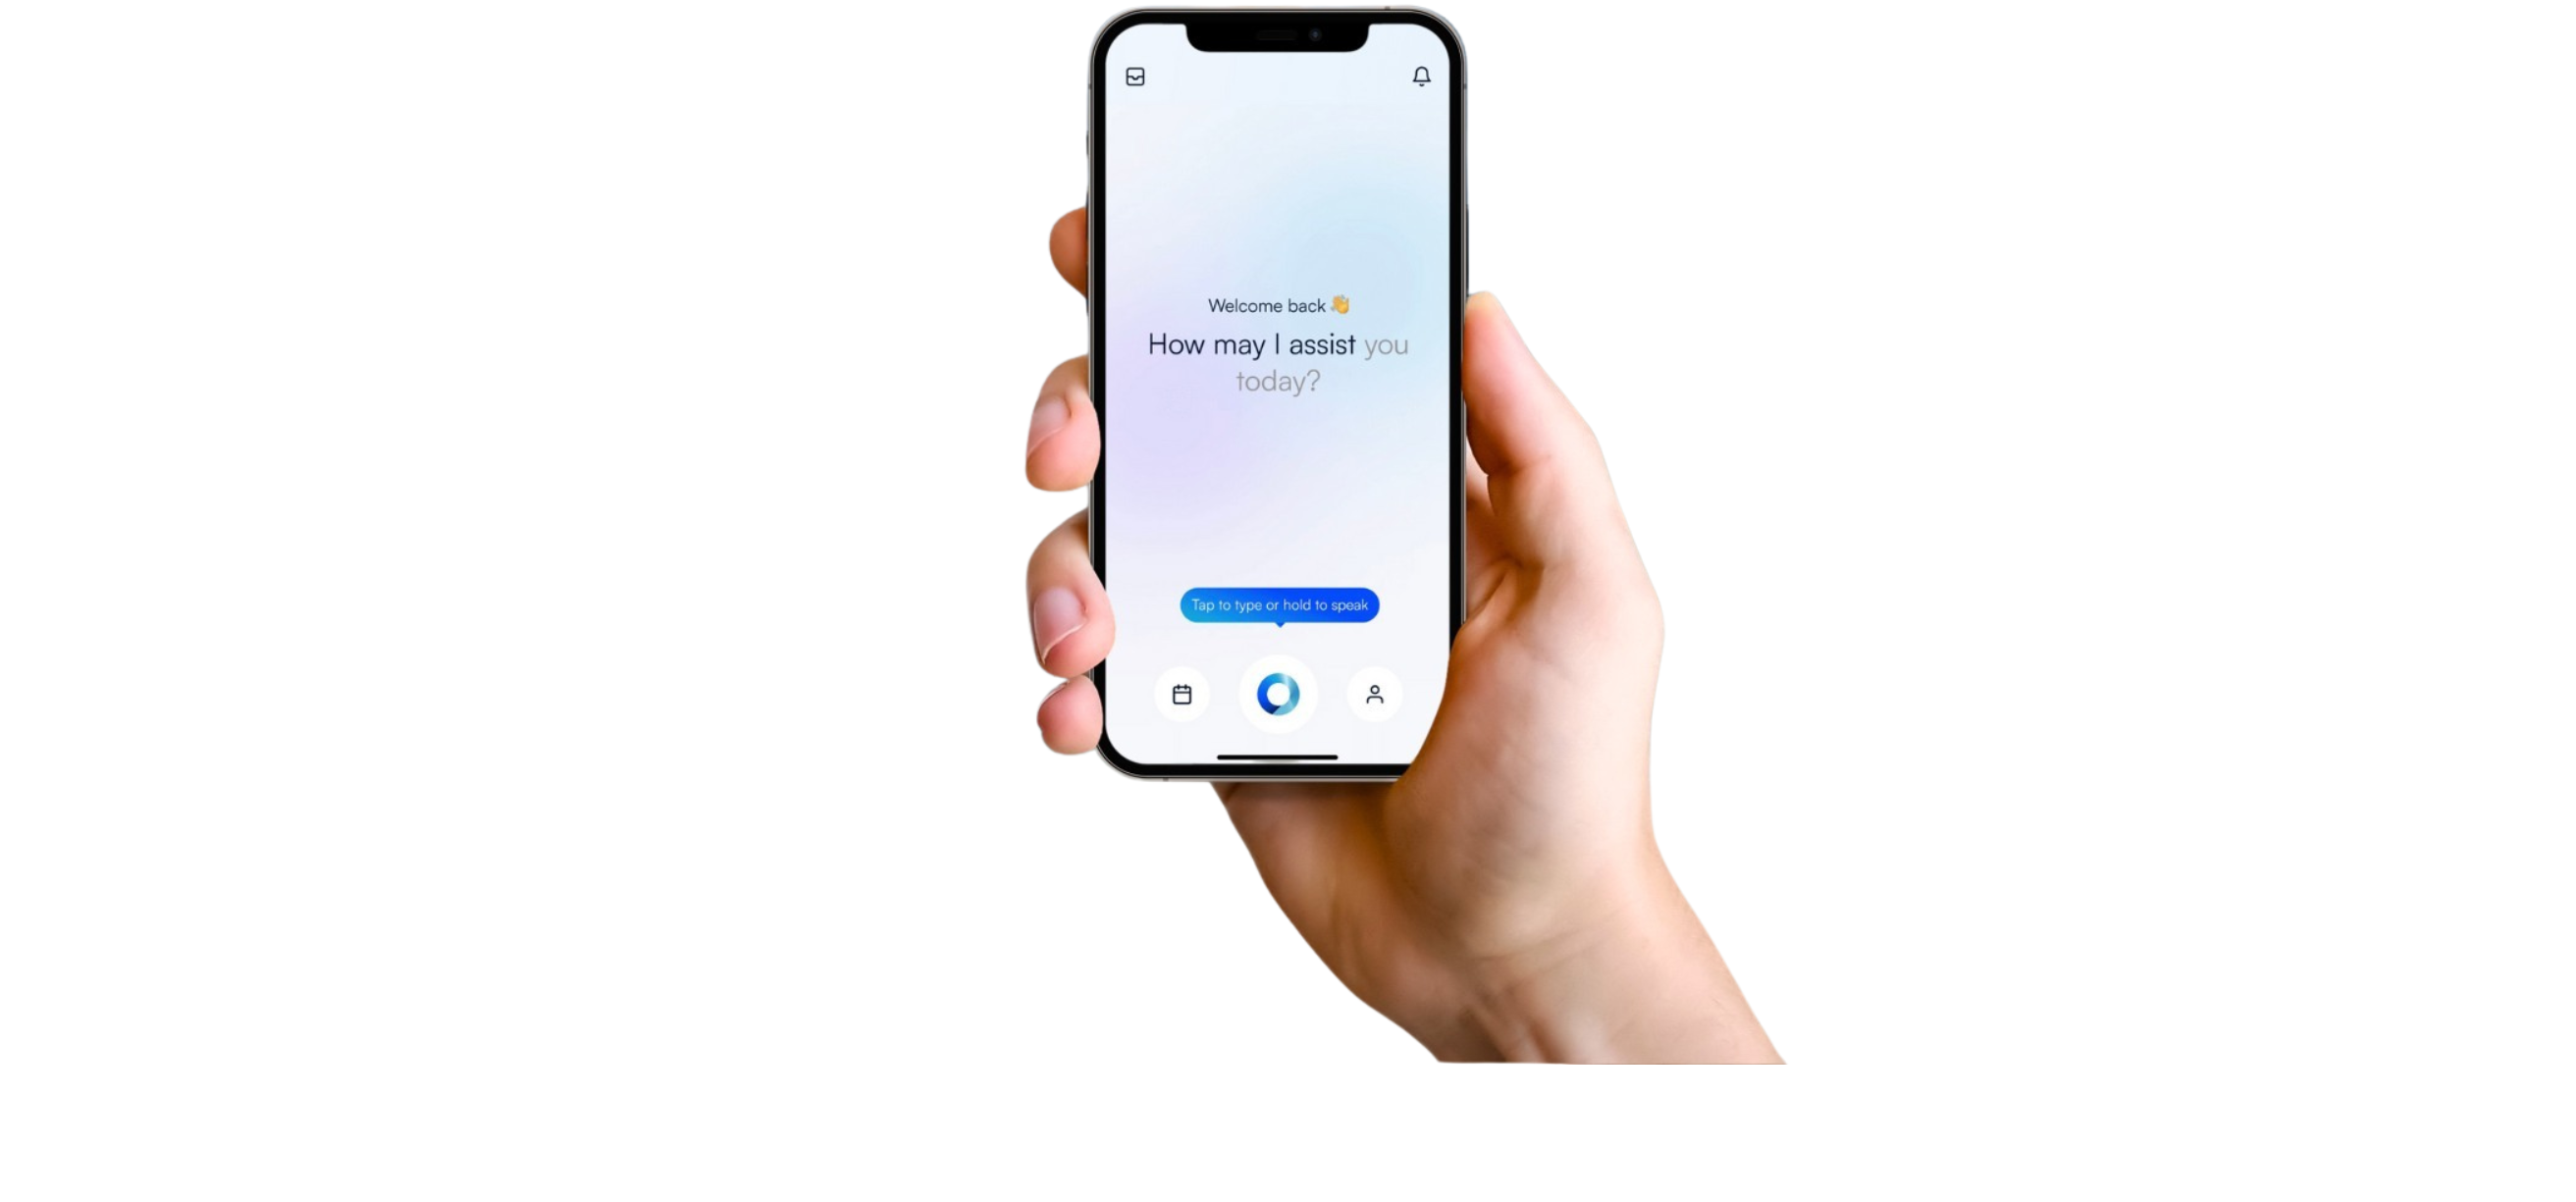 Welcome back 👋
How may I assist you
today?
Tap to type or hold to speak